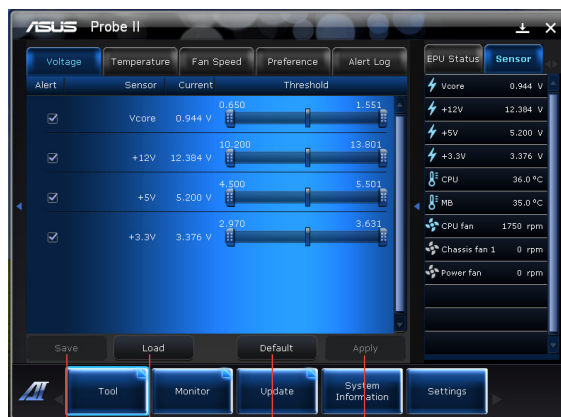 ASUS Probe II
Voltage Temperature Fan Speed Preference Alert Log
Alert Sensor Current Threshold
0.650 1.551
Vcore 0.944 V
10.200 13.801
+12V 12.384 V
4.500 5.501
+5V 5.200 V
2.970 3.631
+3.3V 3.376 V
Save Load Default Apply
EPU Status Sensor
Vcore 0.944 V
+12V 12.384 V
+5V 5.200 V
+3.3V 3.376 V
CPU 36.0 ºC
MB 35.0 ºC
CPU fan 1750 rpm
Chassis fan 1 0 rpm
Power fan 0 rpm
AI Tool Monitor Update System
Information Settings